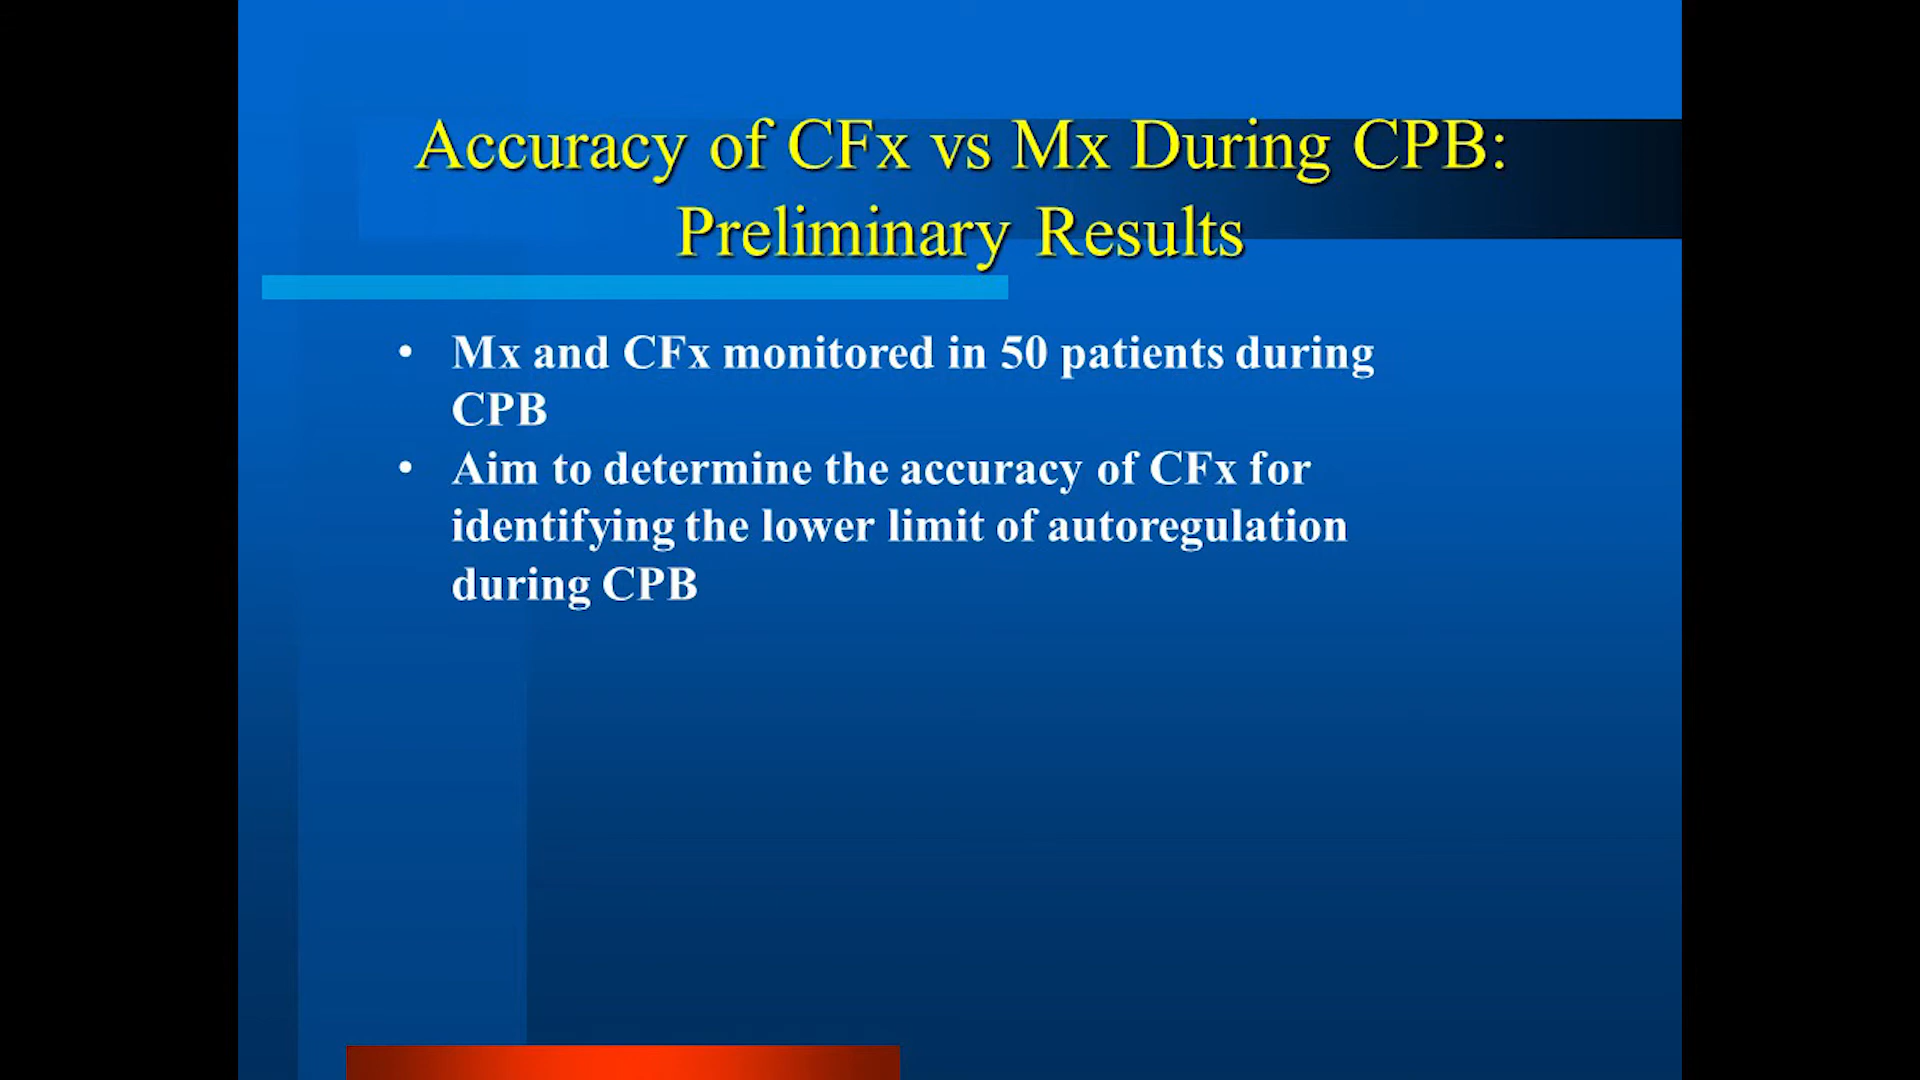 Accuracy of CFx vs Mx During CPB:
Preliminary Results
• Mx and CFx monitored in 50 patients during
CPB
• Aim to determine the accuracy of CFx for
identifying the lower limit of autoregulation
during CPB